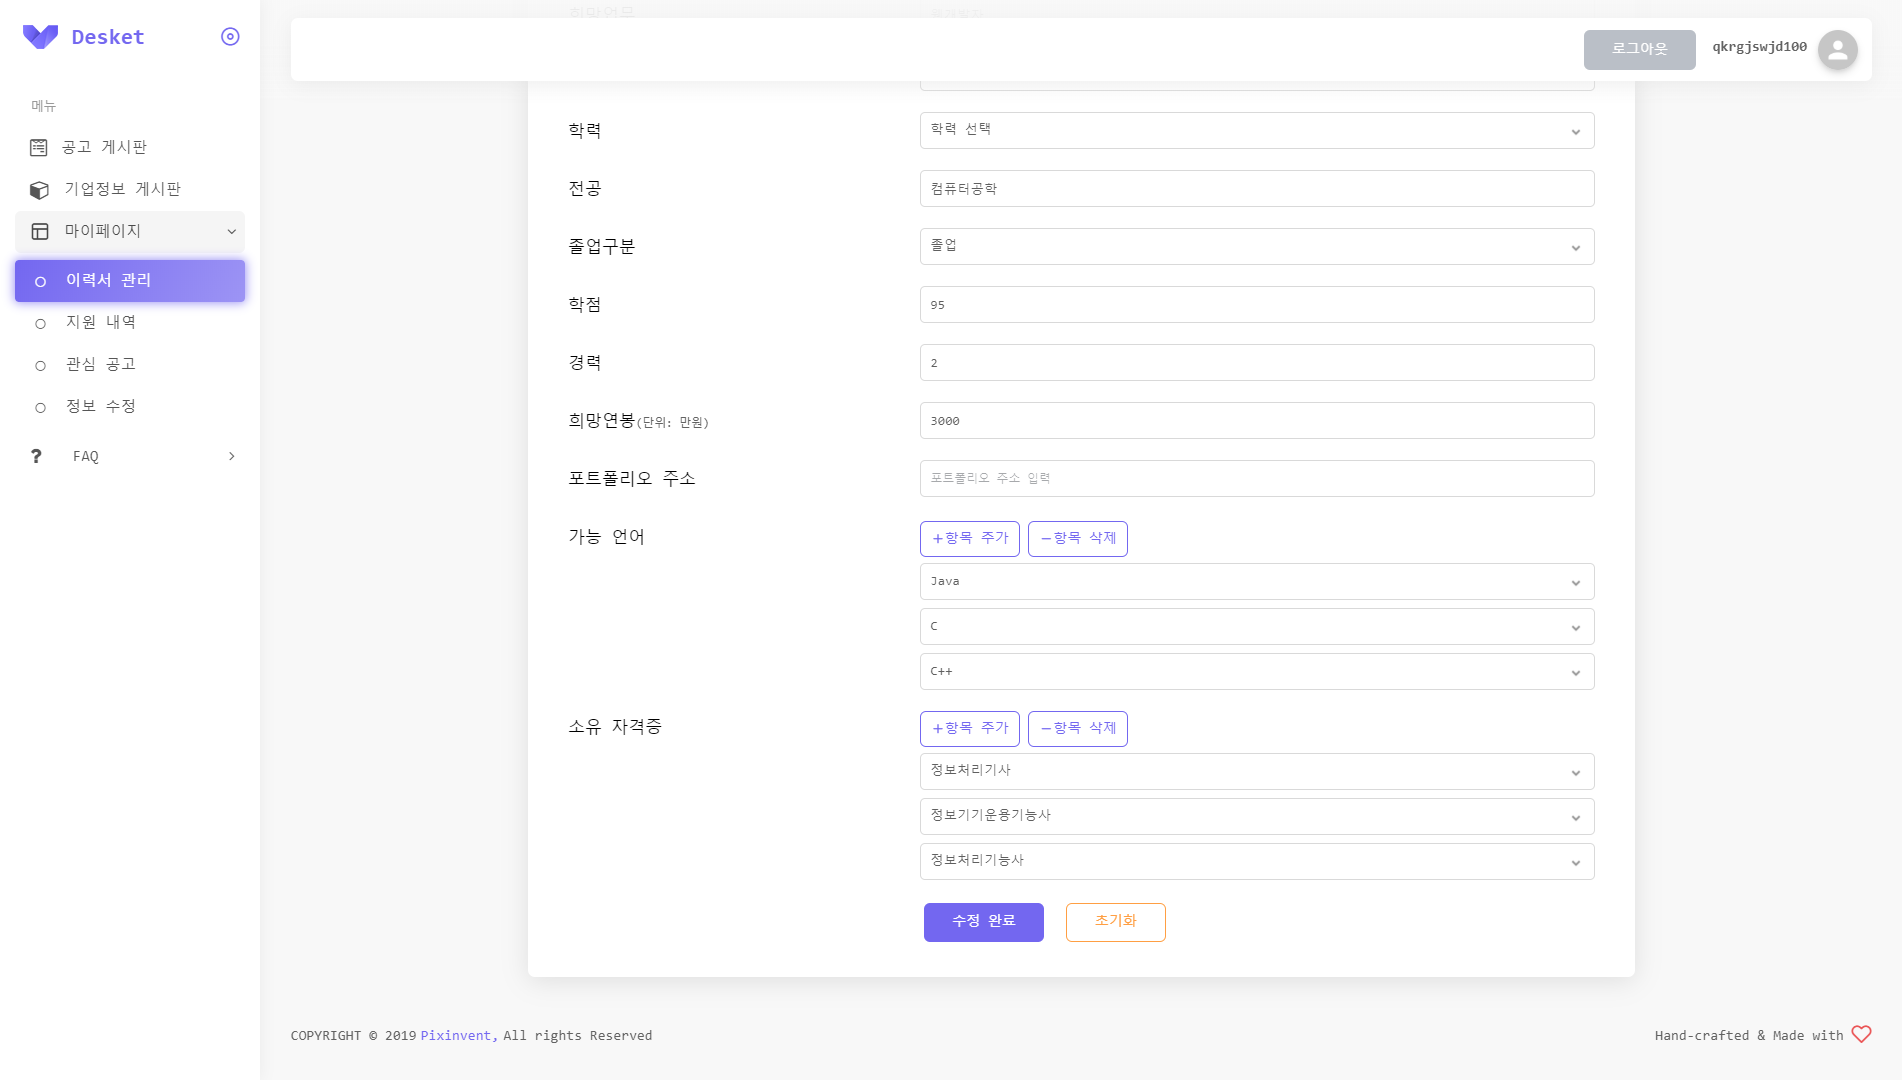 Desket
로그아웃
qkrgjswjd100
메뉴
공고 게시판
기업정보 게시판
마이페이지
이력서 관리
지원 내역
관심 공고
정보 수정
? FAQ
희망업무
학력
학력 선택
전공
컴퓨터공학
졸업구분
졸업
학점
95
경력
2
희망연봉(단위: 만원)
3000
포트폴리오 주소
포트폴리오 주소 입력
가능 언어
+항목 추가
−항목 삭제
Java
C
C++
소유 자격증
+항목 추가
−항목 삭제
정보처리기사
정보기기운용기능사
정보처리기능사
수정 완료
초기화
COPYRIGHT © 2019 Pixinvent, All rights Reserved
Hand-crafted & Made with